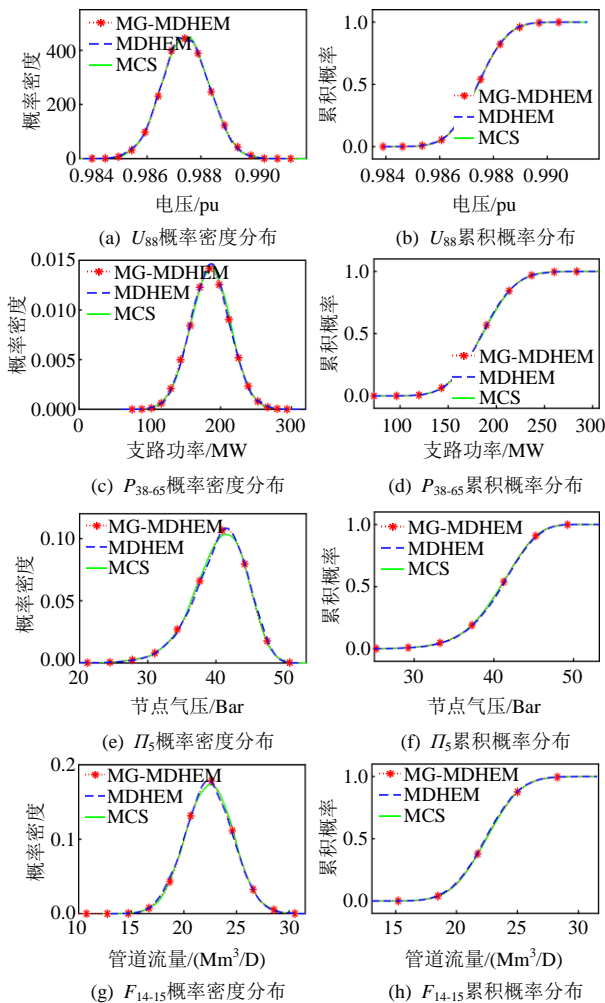 MG-MDHEM
MDHEM
MCS
概率密度
400
200
0
0.984 0.986 0.988 0.990
电压/pu
(a) U88概率密度分布
累积概率
1.0
0.5
0.0
MG-MDHEM
MDHEM
MCS
0.984 0.986 0.988 0.990
电压/pu
(b) U88累积概率分布
0.015
0.010
0.005
0.000
概率密度
MG-MDHEM
MDHEM
MCS
0 100 200 300
支路功率/MW
(c) P38-65概率密度分布
累积概率
1.0
0.5
0.0
MG-MDHEM
MDHEM
MCS
100 150 200 250 300
支路功率/MW
(d) P38-65累积概率分布
概率密度
0.10
0.05
0.00
MG-MDHEM
MDHEM
MCS
20 30 40 50
节点气压/Bar
(e) Π5概率密度分布
累积概率
1.0
0.5
0.0
MG-MDHEM
MDHEM
MCS
30 40 50
节点气压/Bar
(f) Π5累积概率分布
概率密度
0.2
0.1
0.0
MG-MDHEM
MDHEM
MCS
10 15 20 25 30
管道流量/(Mm³/D)
(g) F14-15概率密度分布
累积概率
1.0
0.5
0.0
MG-MDHEM
MDHEM
MCS
15 20 25 30
管道流量/(Mm³/D)
(h) F14-15累积概率分布